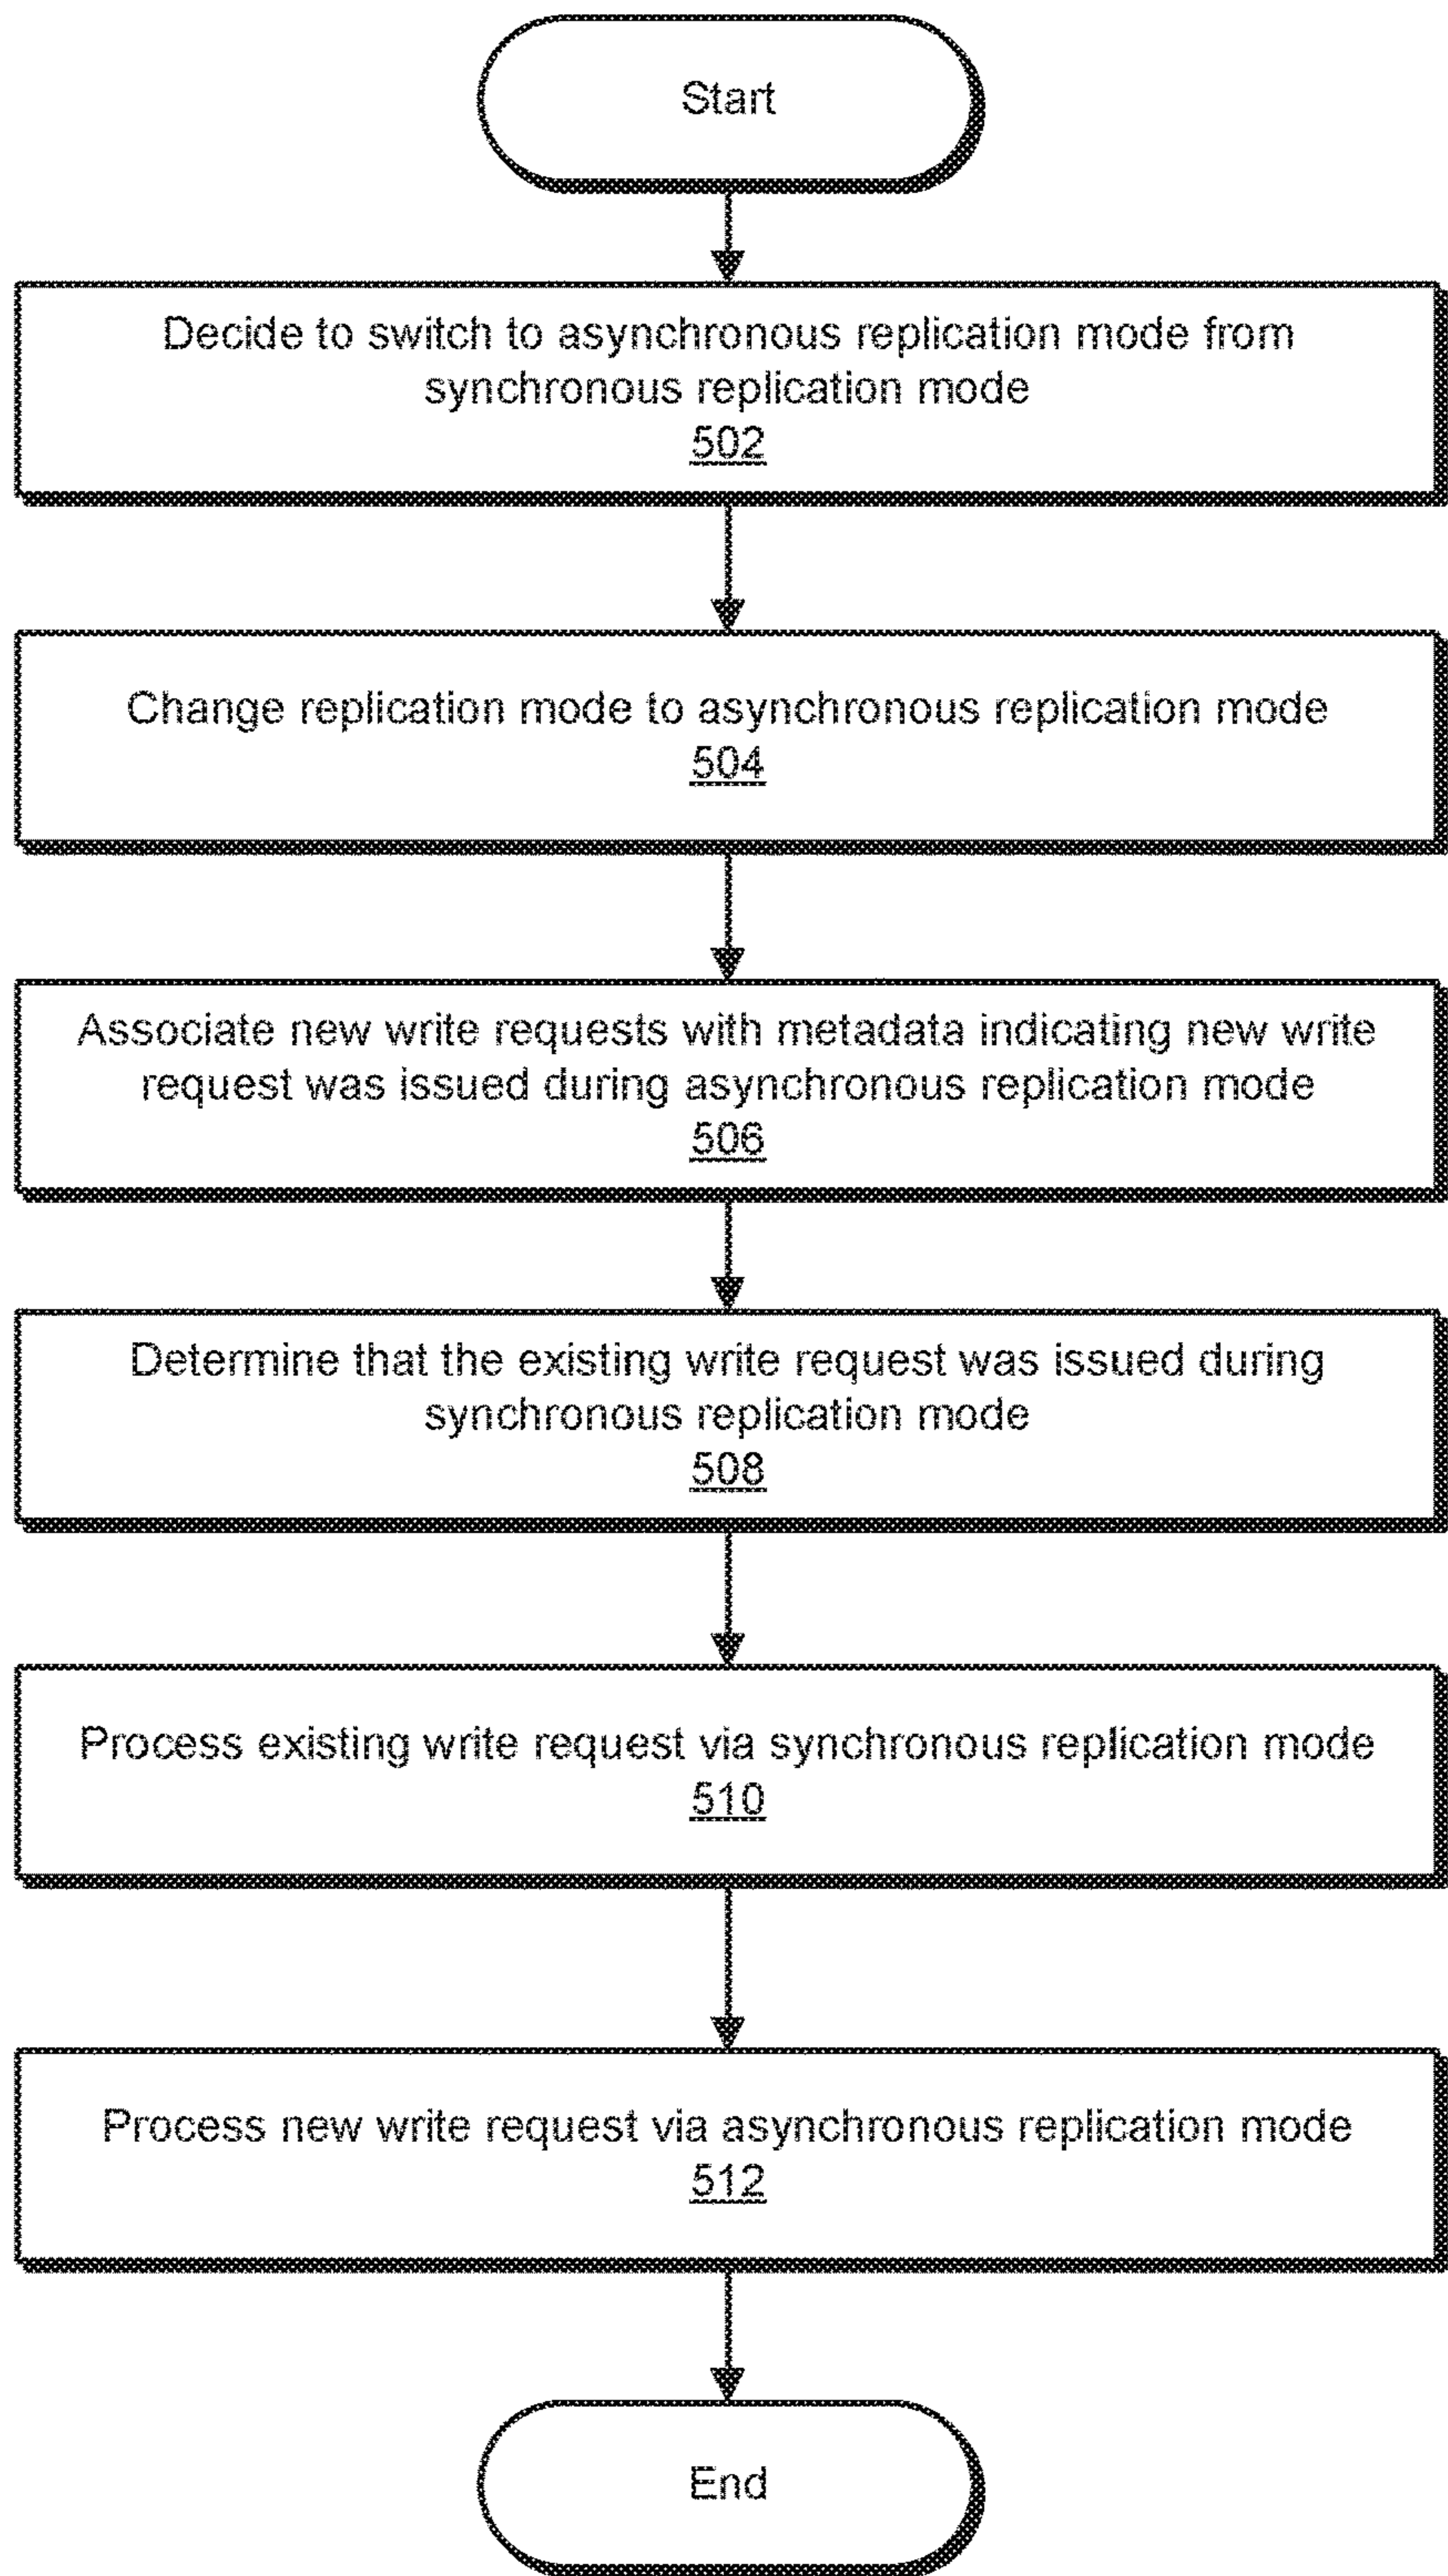 Start
Decide to switch to asynchronous replication mode from
synchronous replication mode
502
Change replication mode to asynchronous replication mode
504
Associate new write requests with metadata indicating new write
request was issued during asynchronous replication mode
506
Determine that the existing write request was issued during
synchronous replication mode
508
Process existing write request via synchronous replication mode
510
Process new write request via asynchronous replication mode
512
End